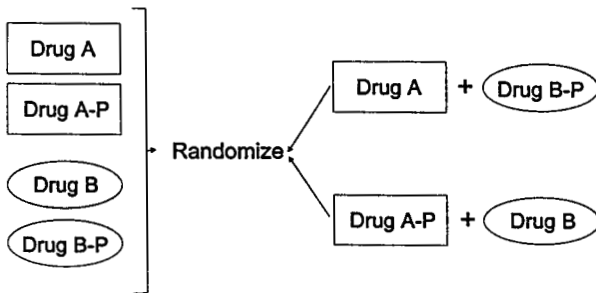 Drug A
Drug A-P
Drug B
Drug B-P
Randomize
Drug A + Drug B-P
Drug A-P + Drug B